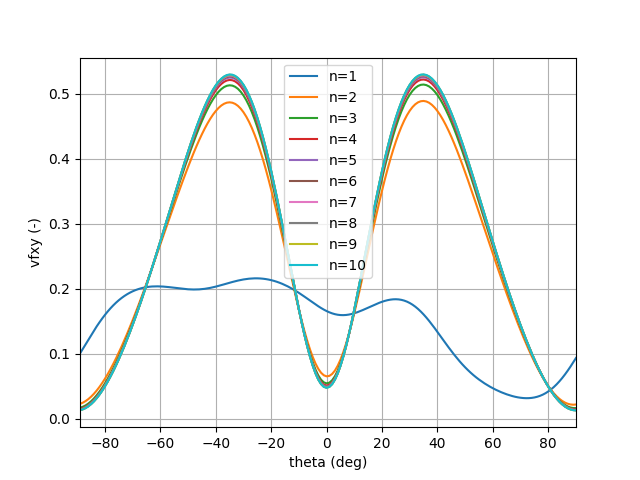 0.5
0.4
0.3
0.2
0.1
0.0
vfxy (-)
n=1
n=2
n=3
n=4
n=5
n=6
n=7
n=8
n=9
n=10
−80 −60 −40 −20 0 20 40 60 80
theta (deg)